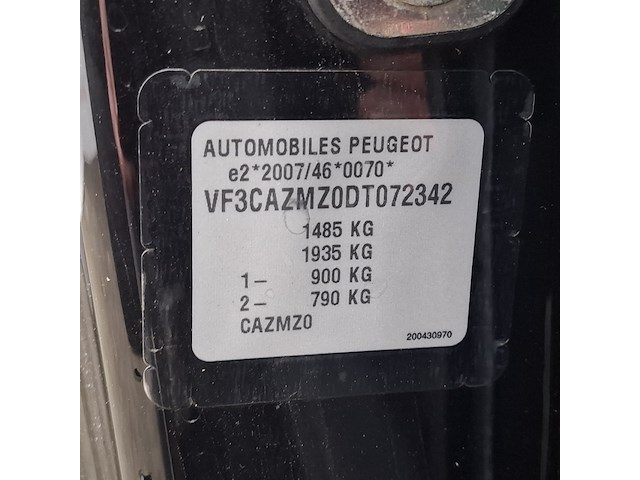 AUTOMOBILES PEUGEOT
e2*2007/46*0070*
VF3CAZMZ0DT072342
1485 KG
1935 KG
1- 900 KG
2- 790 KG
CAZMZ0
200430970